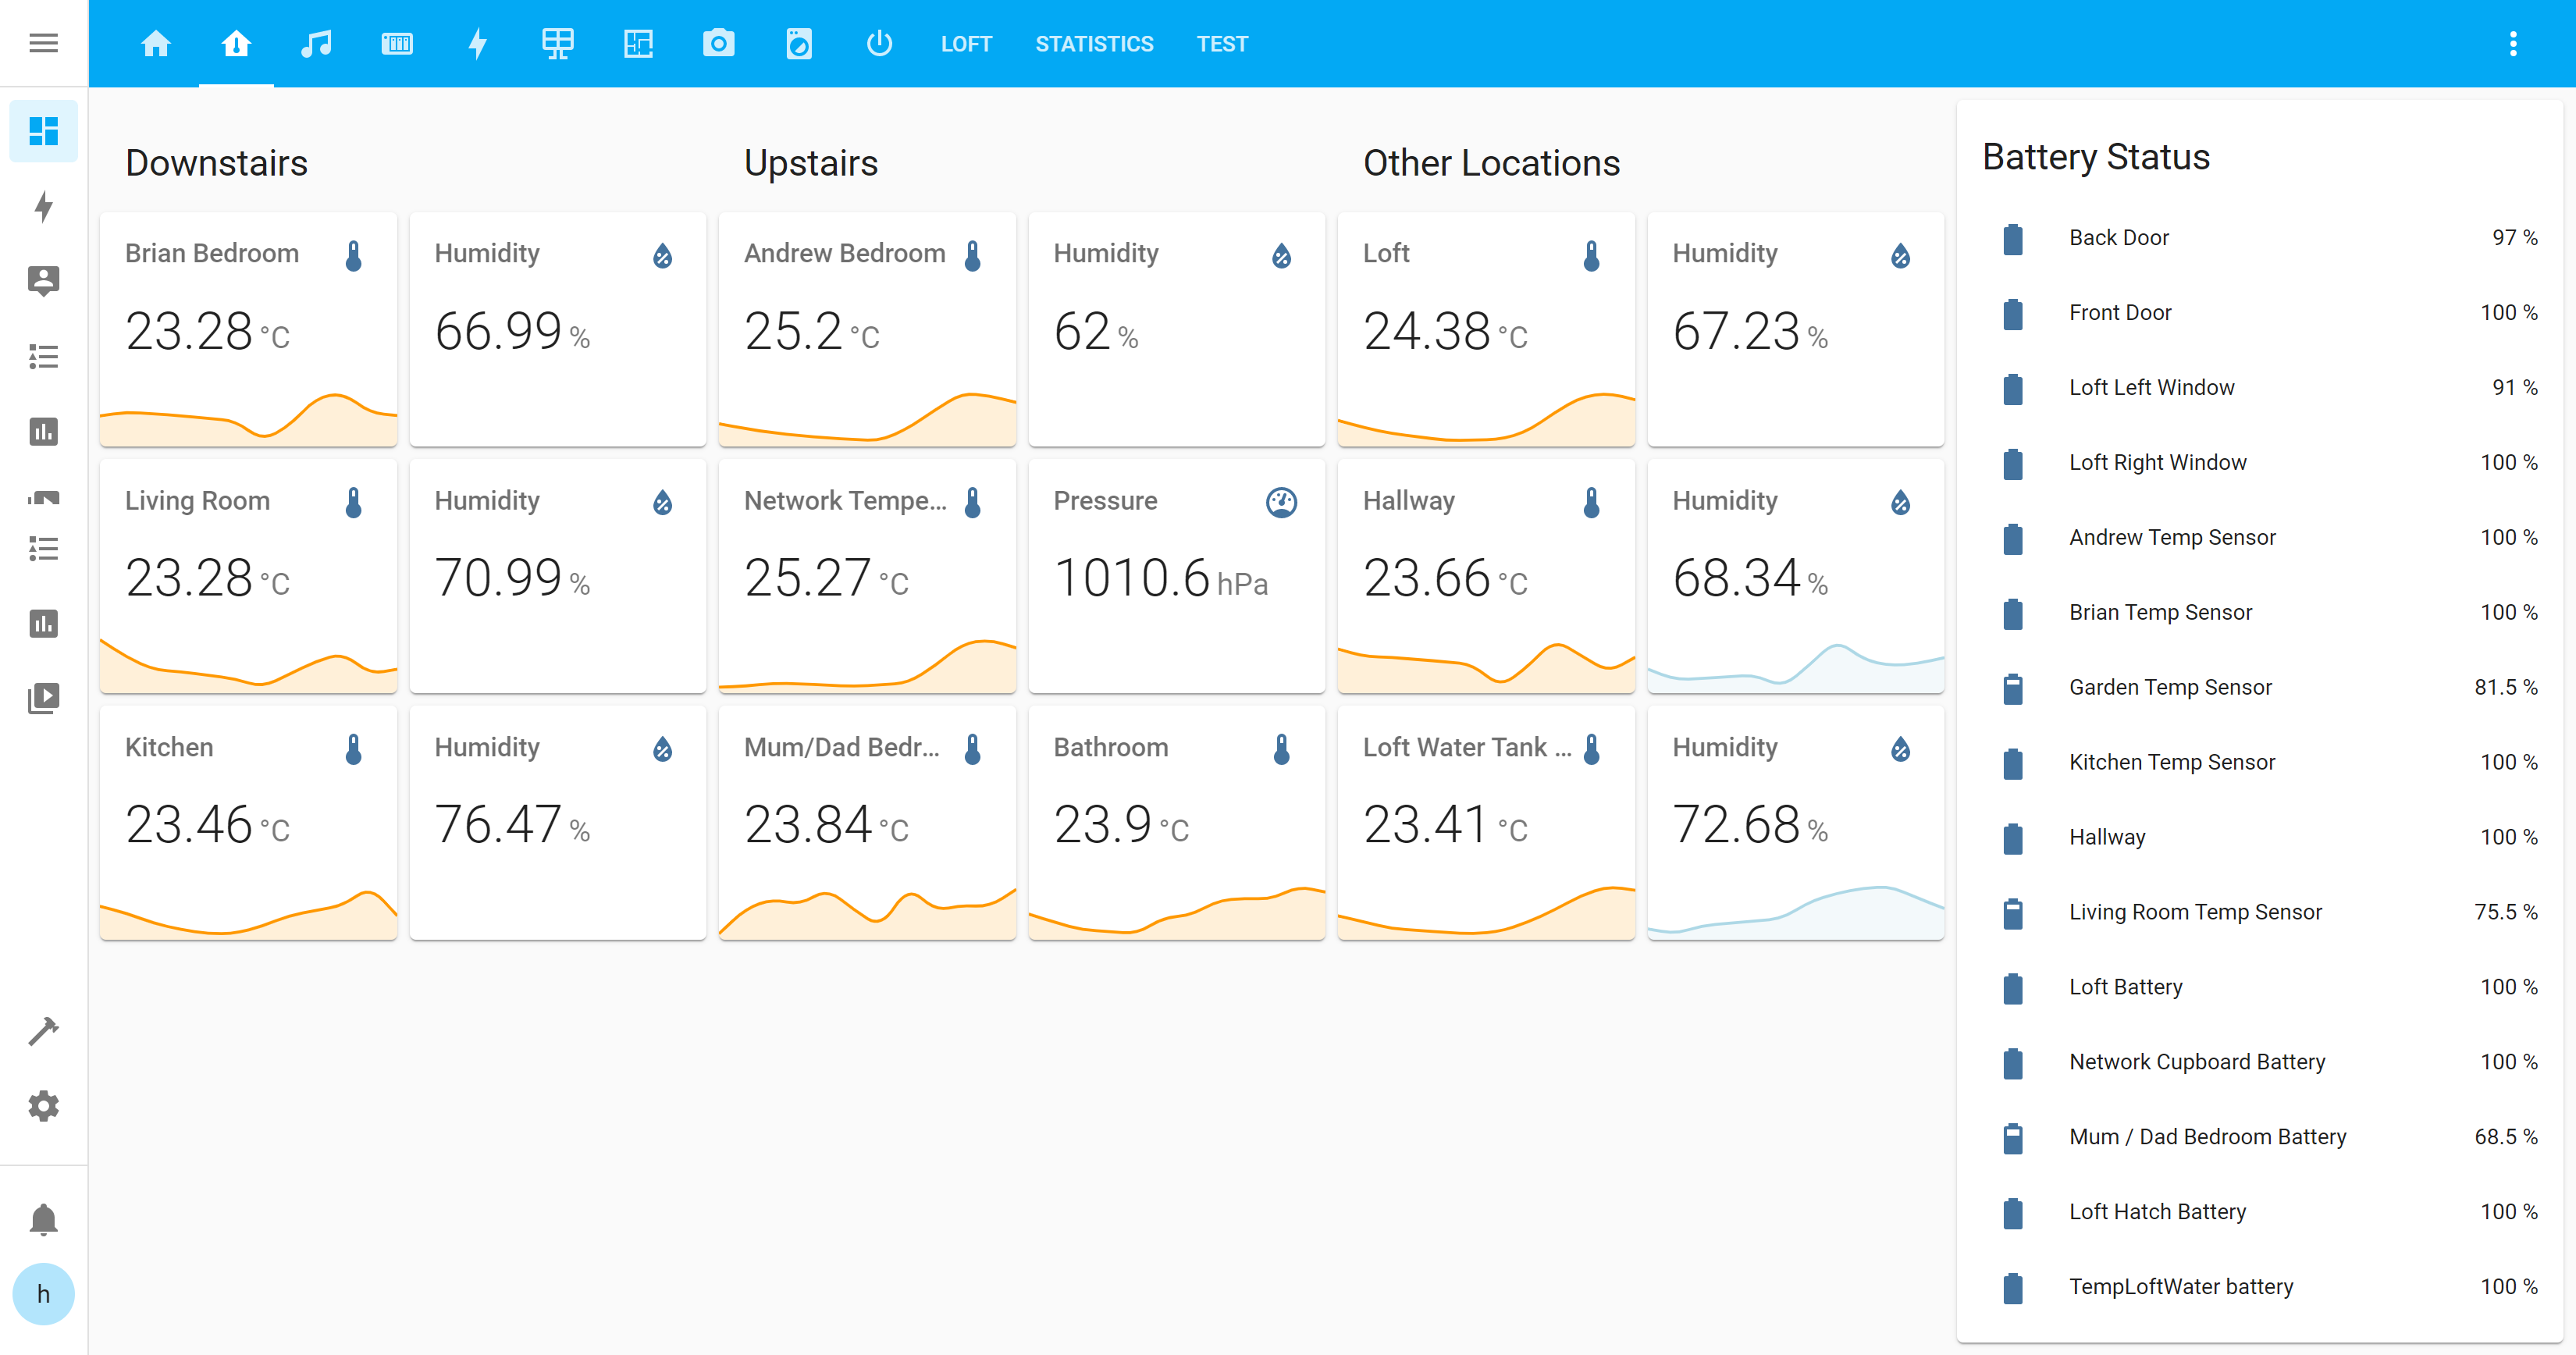 LOFT
STATISTICS
TEST
Downstairs
Upstairs
Other Locations
Brian Bedroom
23.28 °C
Humidity
66.99 %
Andrew Bedroom
25.2 °C
Humidity
62 %
Loft
24.38 °C
Humidity
67.23 %
Living Room
23.28 °C
Humidity
70.99 %
Network Tempe...
25.27 °C
Pressure
1010.6 hPa
Hallway
23.66 °C
Humidity
68.34 %
Kitchen
23.46 °C
Humidity
76.47 %
Mum/Dad Bedr...
23.84 °C
Bathroom
23.9 °C
Loft Water Tank ...
23.41 °C
Humidity
72.68 %
Battery Status
Back Door 97 %
Front Door 100 %
Loft Left Window 91 %
Loft Right Window 100 %
Andrew Temp Sensor 100 %
Brian Temp Sensor 100 %
Garden Temp Sensor 81.5 %
Kitchen Temp Sensor 100 %
Hallway 100 %
Living Room Temp Sensor 75.5 %
Loft Battery 100 %
Network Cupboard Battery 100 %
Mum / Dad Bedroom Battery 68.5 %
Loft Hatch Battery 100 %
TempLoftWater battery 100 %
h